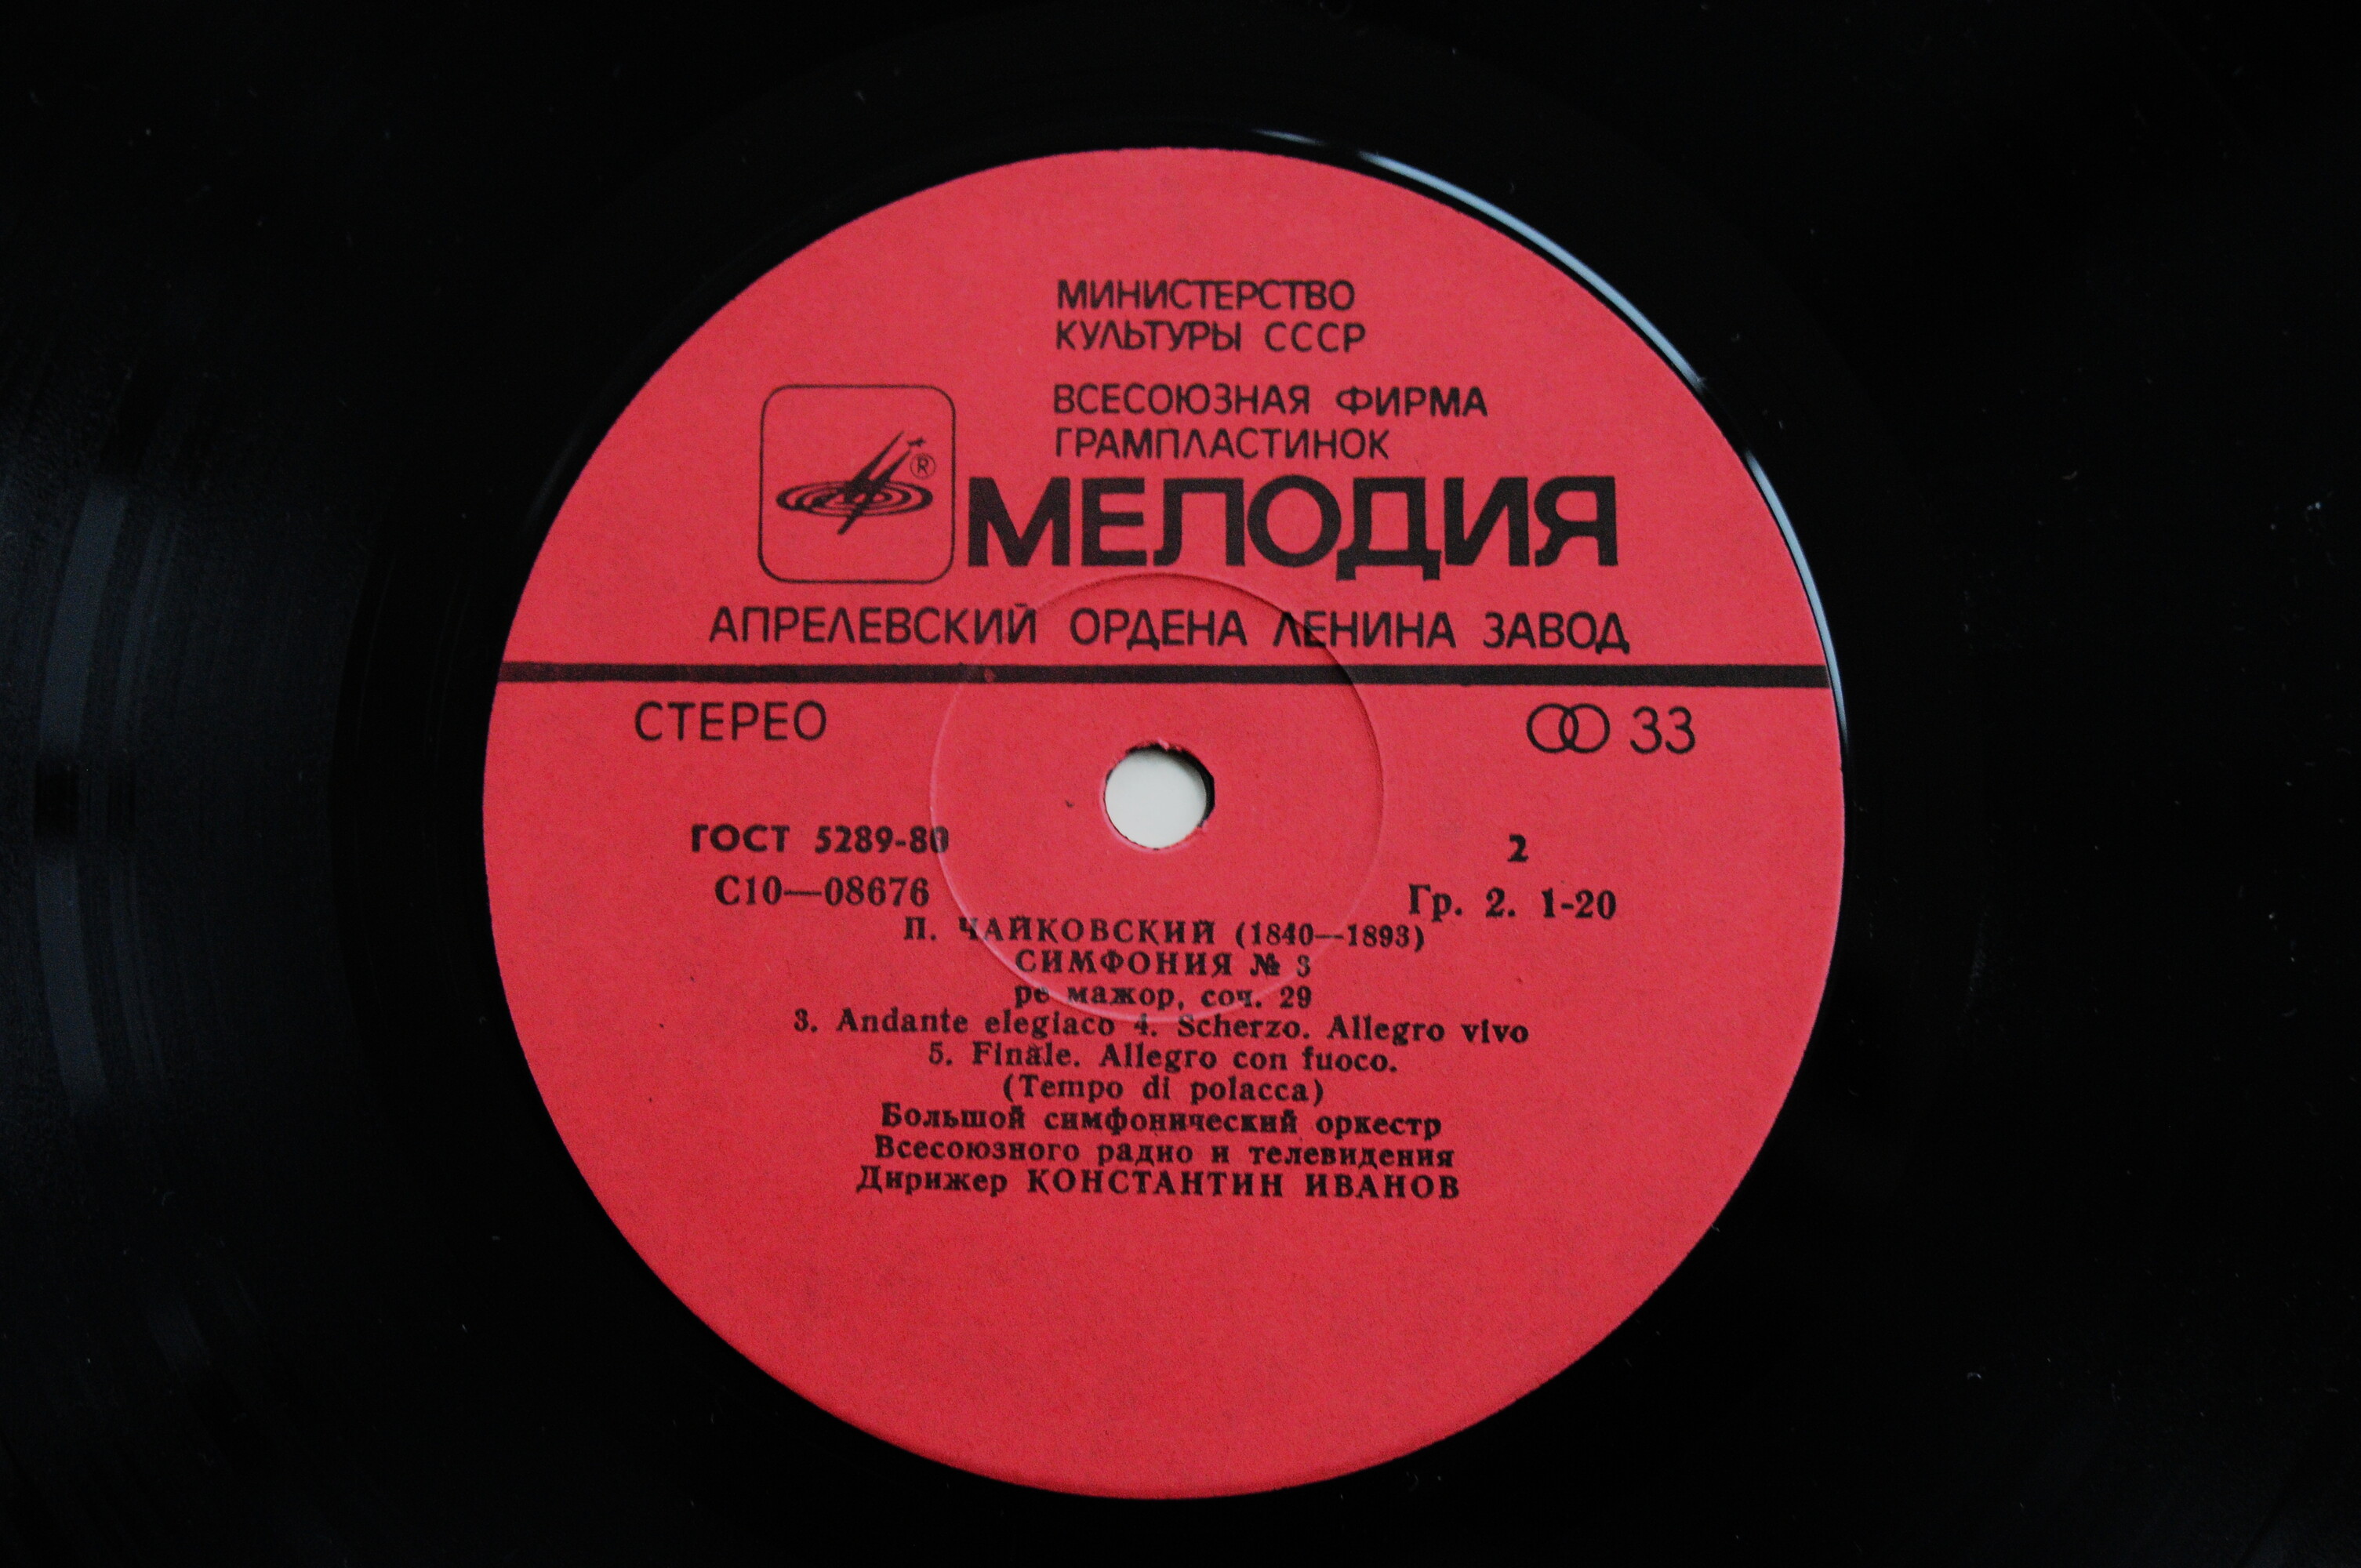 МИНИСТЕРСТВО
КУЛЬТУРЫ СССР
ВСЕСОЮЗНАЯ ФИРМА
ГРАМПЛАСТИНОК
®
МЕЛОДИЯ
АПРЕЛЕВСКИЙ ОРДЕНА ЛЕНИНА ЗАВОД
СТЕРЕО 33
ГОСТ 5289-80 2
С10—08676 Гр. 2. 1-20
П. ЧАЙКОВСКИЙ (1840—1893)
СИМФОНИЯ № 3
ре мажор, соч. 29
3. Andante elegiaco 4. Scherzo. Allegro vivo
5. Finale. Allegro con fuoco.
(Tempo di polacca)
Большой симфонический оркестр
Всесоюзного радио и телевидения
Дирижер КОНСТАНТИН ИВАНОВ